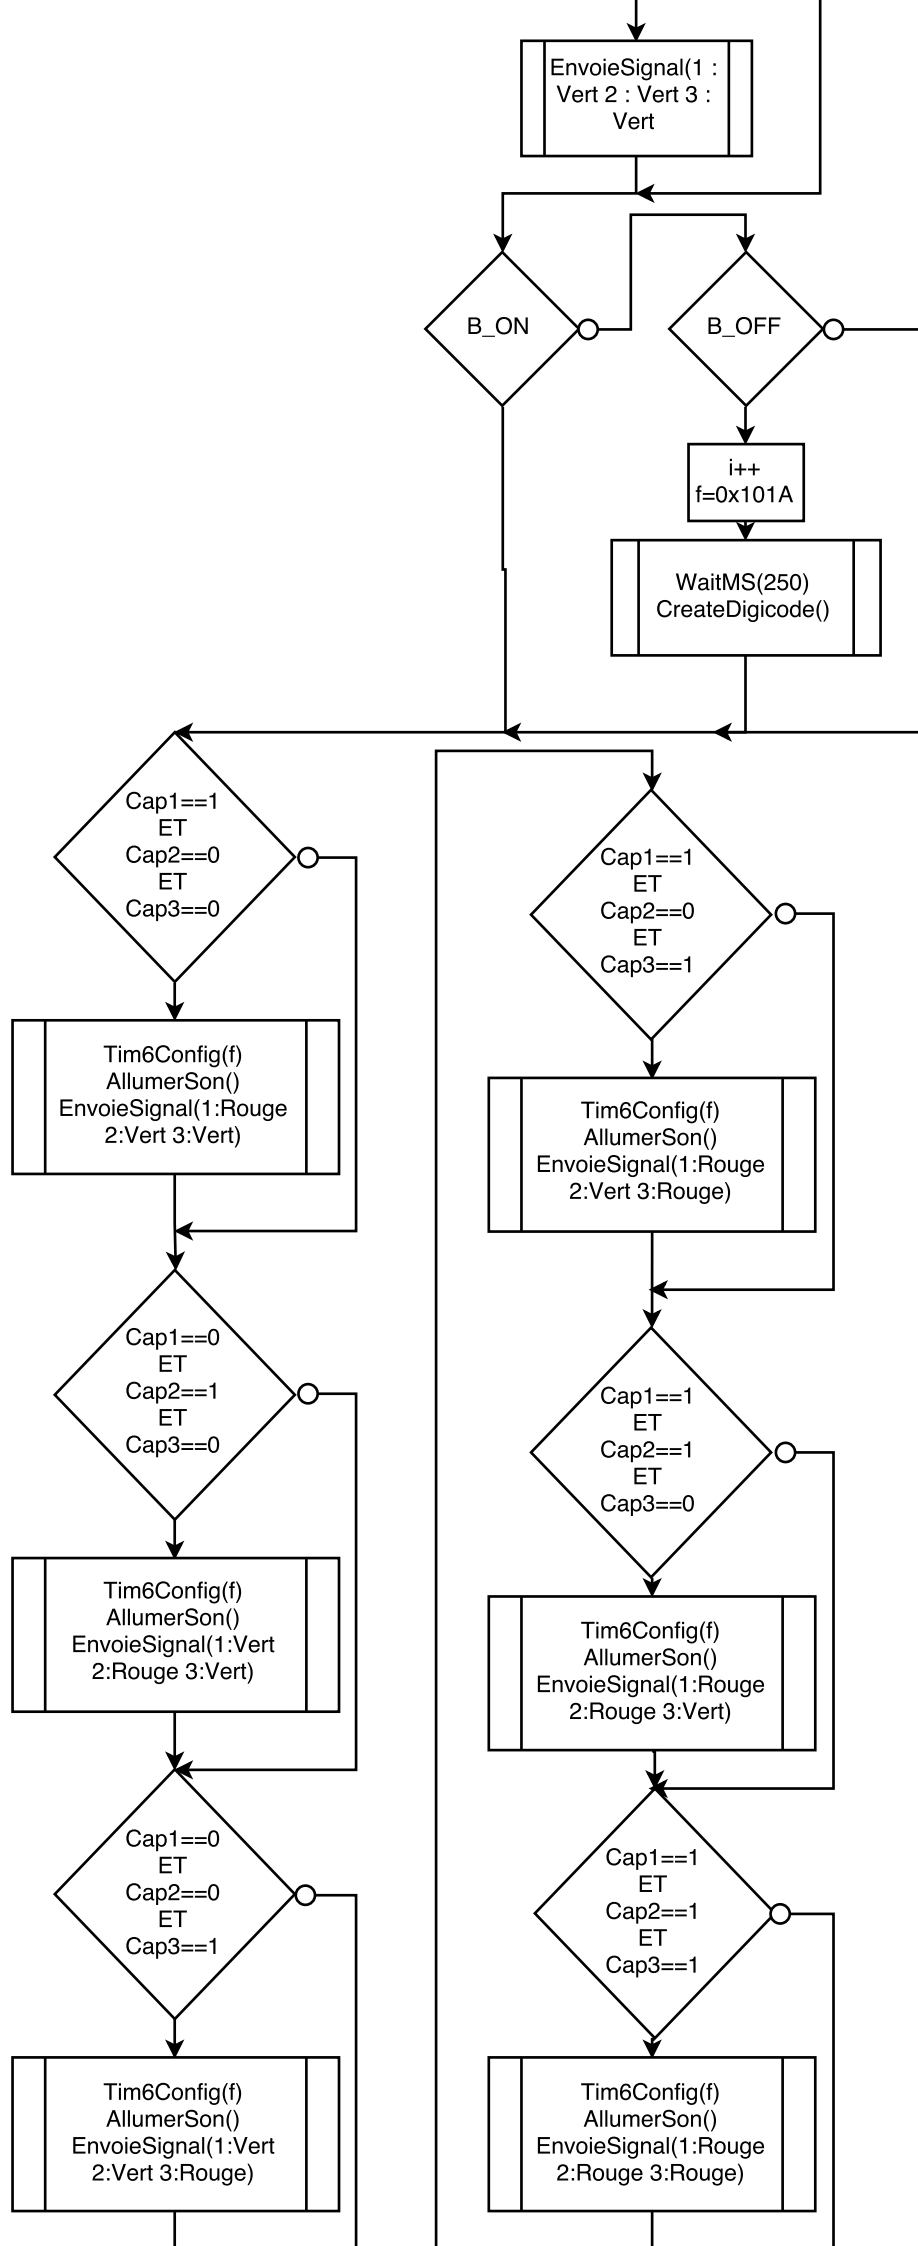 EnvoieSignal(1 :
Vert 2 : Vert 3 :
Vert
B_ON
B_OFF
i++
f=0x101A
WaitMS(250)
CreateDigicode()
Cap1==1
ET
Cap2==0
ET
Cap3==0
Tim6Config(f)
AllumerSon()
EnvoieSignal(1:Rouge
2:Vert 3:Vert)
Cap1==0
ET
Cap2==1
ET
Cap3==0
Tim6Config(f)
AllumerSon()
EnvoieSignal(1:Vert
2:Rouge 3:Vert)
Cap1==0
ET
Cap2==0
ET
Cap3==1
Tim6Config(f)
AllumerSon()
EnvoieSignal(1:Vert
2:Vert 3:Rouge)
Cap1==1
ET
Cap2==0
ET
Cap3==1
Tim6Config(f)
AllumerSon()
EnvoieSignal(1:Rouge
2:Vert 3:Rouge)
Cap1==1
ET
Cap2==1
ET
Cap3==0
Tim6Config(f)
AllumerSon()
EnvoieSignal(1:Rouge
2:Rouge 3:Vert)
Cap1==1
ET
Cap2==1
ET
Cap3==1
Tim6Config(f)
AllumerSon()
EnvoieSignal(1:Rouge
2:Rouge 3:Rouge)